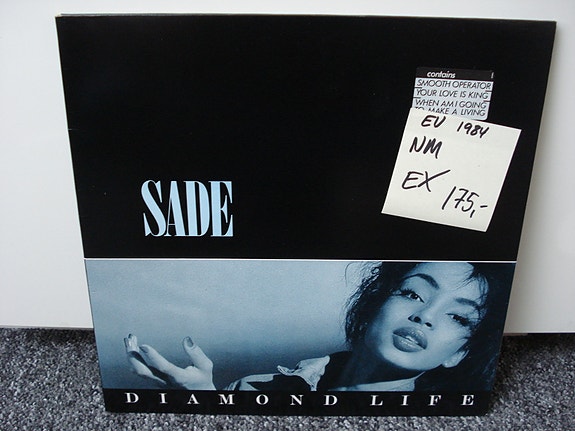 contains
SMOOTH OPERATOR
YOUR LOVE IS KING
WHEN AM I GOING
TO MAKE A LIVING
EU 1984
NM
EX 175,-
SADE
DIAMOND LIFE